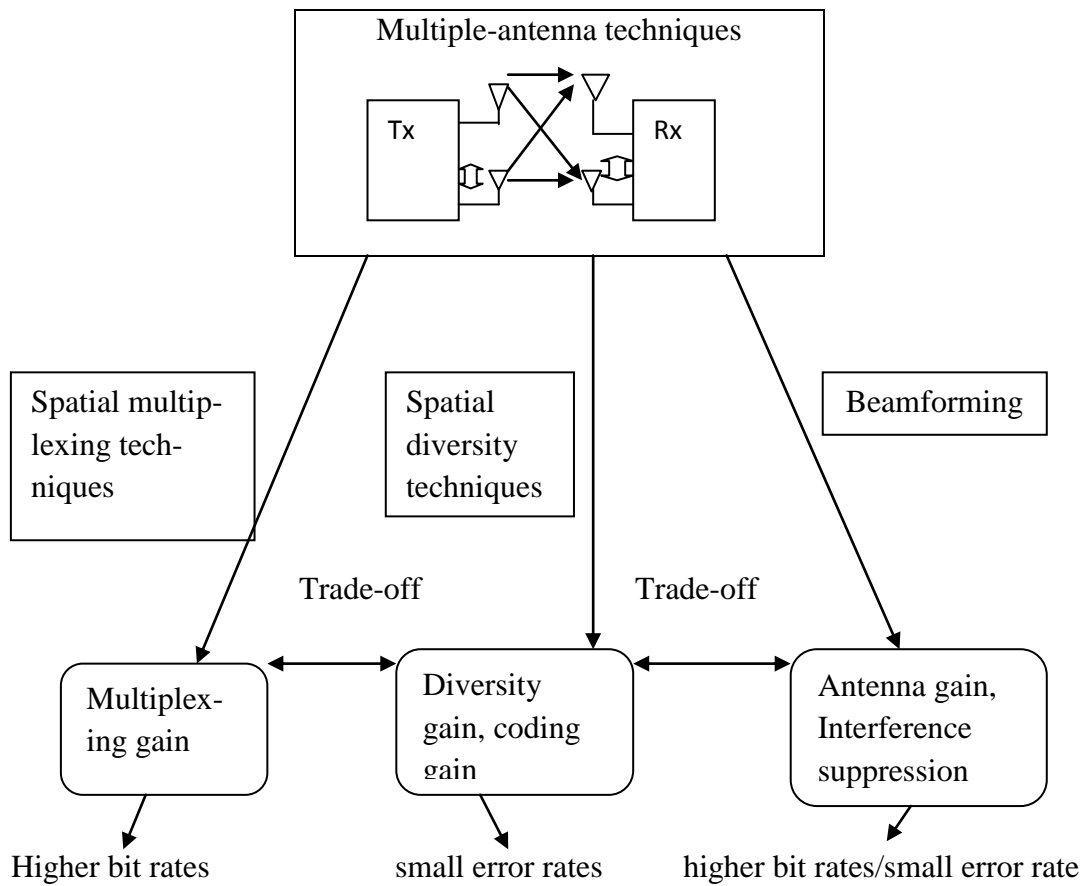 Multiple-antenna techniques
Tx
Rx
Spatial multip-
lexing tech-
niques
Spatial
diversity
techniques
Beamforming
Trade-off
Trade-off
Multiplex-
ing gain
Diversity
gain, coding
gain
Antenna gain,
Interference
suppression
Higher bit rates
small error rates
higher bit rates/small error rate